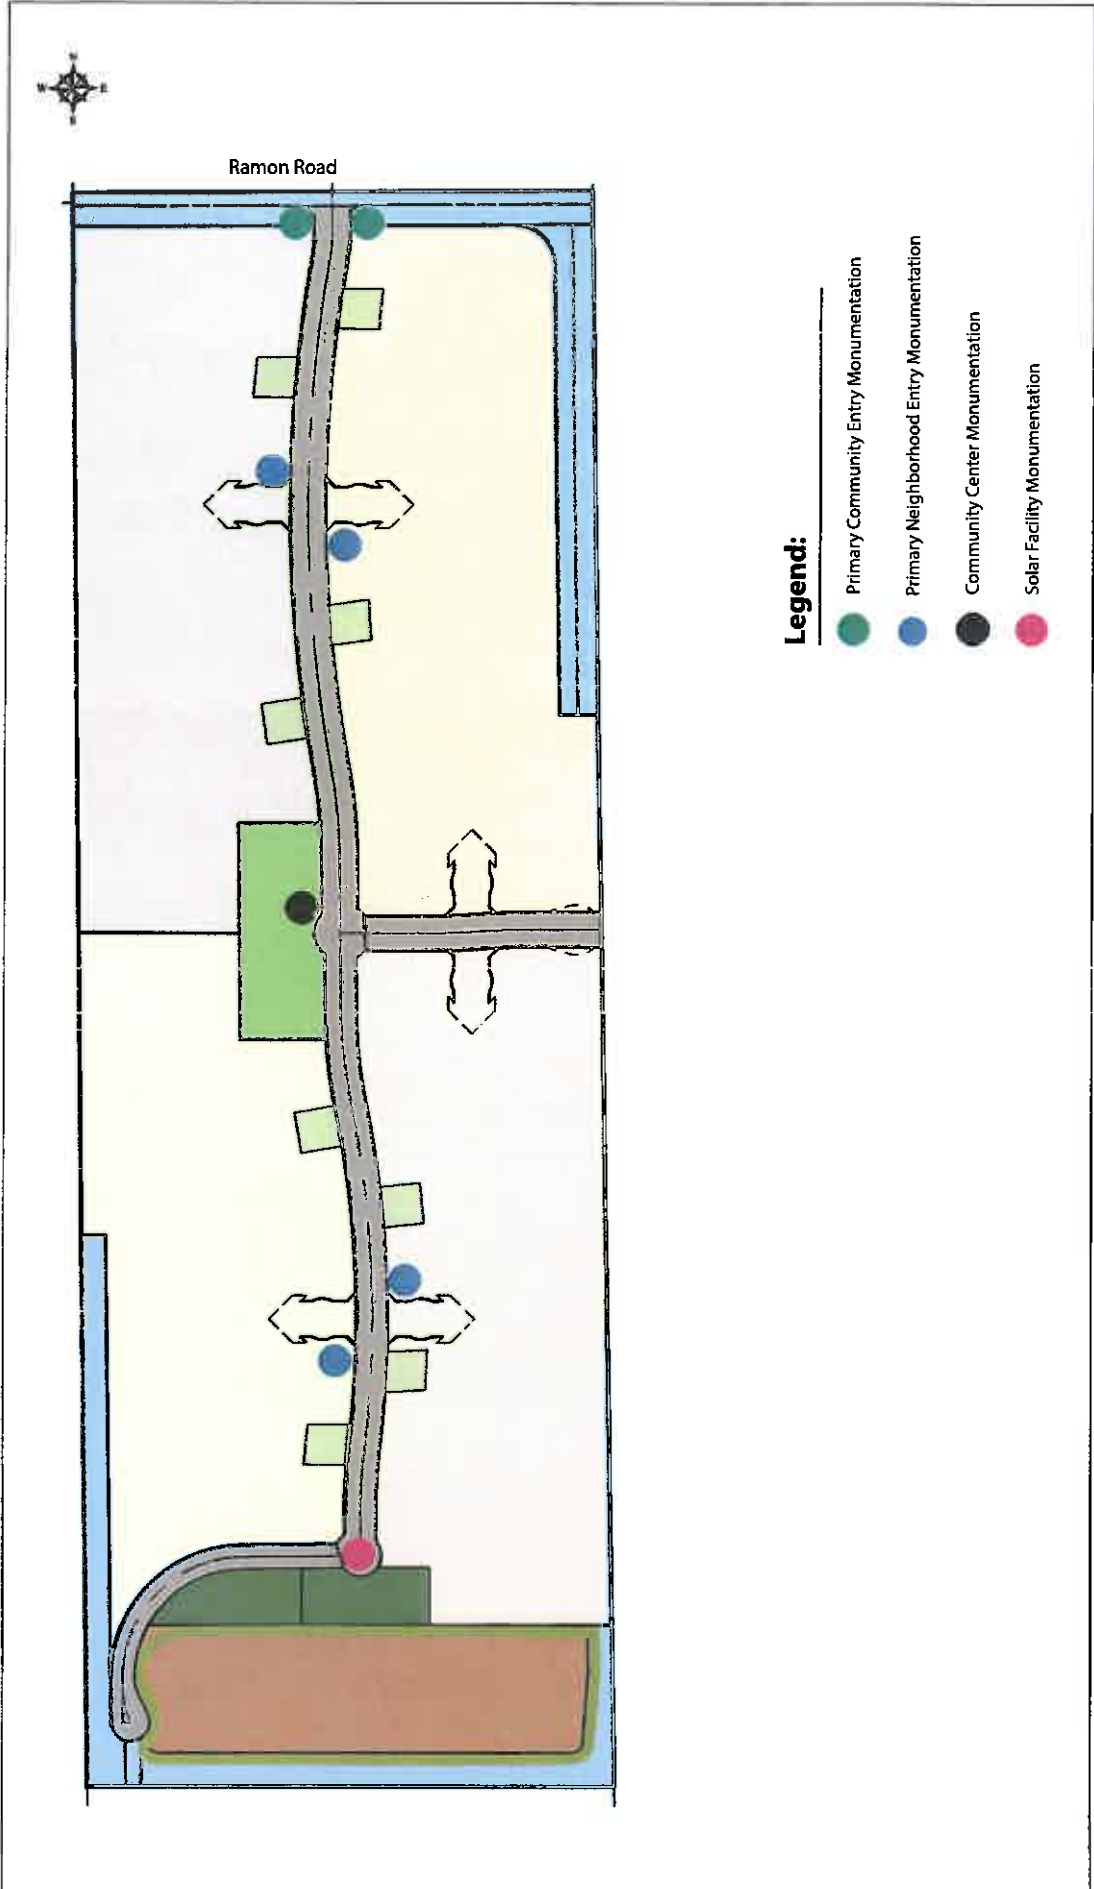 N
W E
S
Ramon Road
Legend:
Primary Community Entry Monumentation
Primary Neighborhood Entry Monumentation
Community Center Monumentation
Solar Facility Monumentation